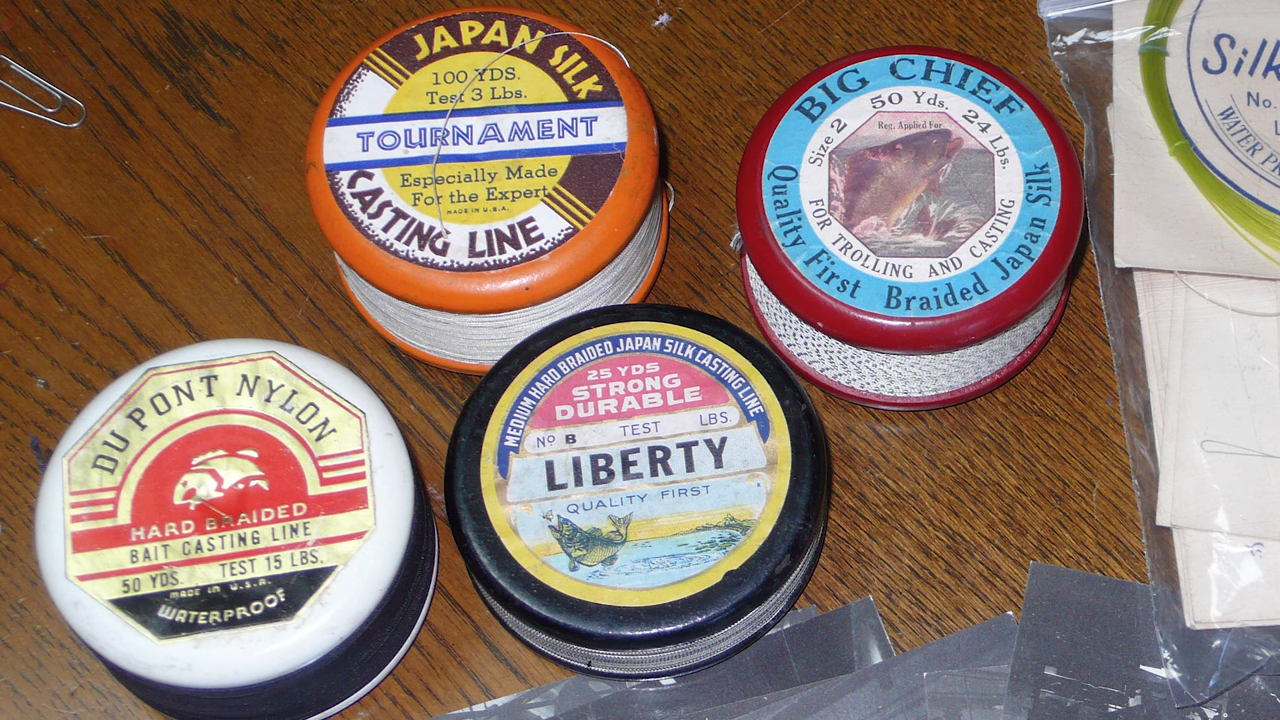 JAPAN SILK
100 YDS.
Test 3 Lbs.
TOURNAMENT
Especially Made
For the Expert
MADE IN U.S.A.
CASTING LINE
BIG CHIEF
50 Yds.
Size 2
24 Lbs.
Reg. Applied For
FOR TROLLING AND CASTING
Quality First Braided Japan Silk
Silk
No.
WATER
DU PONT NYLON
HARD BRAIDED
BAIT CASTING LINE
50 YDS. TEST 15 LBS.
MADE IN U.S.A.
WATERPROOF
MEDIUM HARD BRAIDED JAPAN SILK CASTING LINE
25 YDS
STRONG
DURABLE
No B TEST LBS.
LIBERTY
QUALITY FIRST